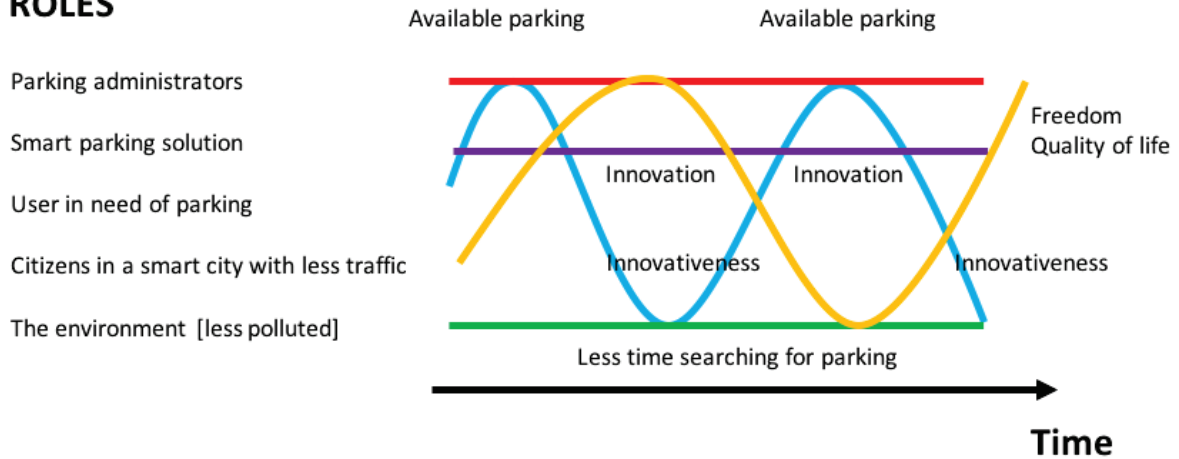 ROLES
Available parking
Available parking
Parking administrators
Freedom
Smart parking solution
Quality of life
Innovation
Innovation
User in need of parking
Citizens in a smart city with less traffic
Innovativeness
Innovativeness
The environment [less polluted]
Less time searching for parking
Time